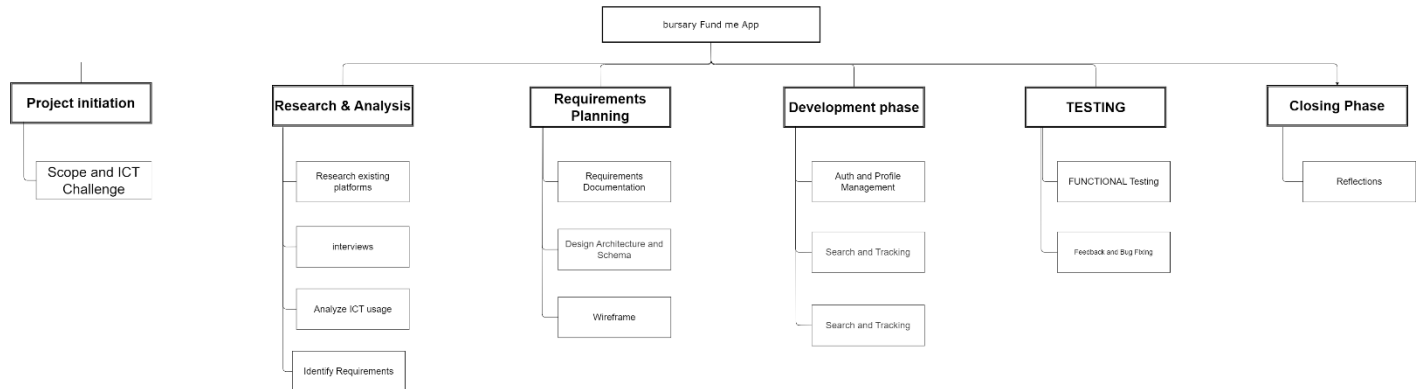 bursary Fund me App
Project initiation
Scope and ICT
Challenge
Research & Analysis
Research existing
platforms
interviews
Analyze ICT usage
Identify Requirements
Requirements
Planning
Requirements
Documentation
Design Architecture and
Schema
Wireframe
Development phase
Auth and Profile
Management
Search and Tracking
Search and Tracking
TESTING
FUNCTIONAL Testing
Feedback and Bug Fixing
Closing Phase
Reflections